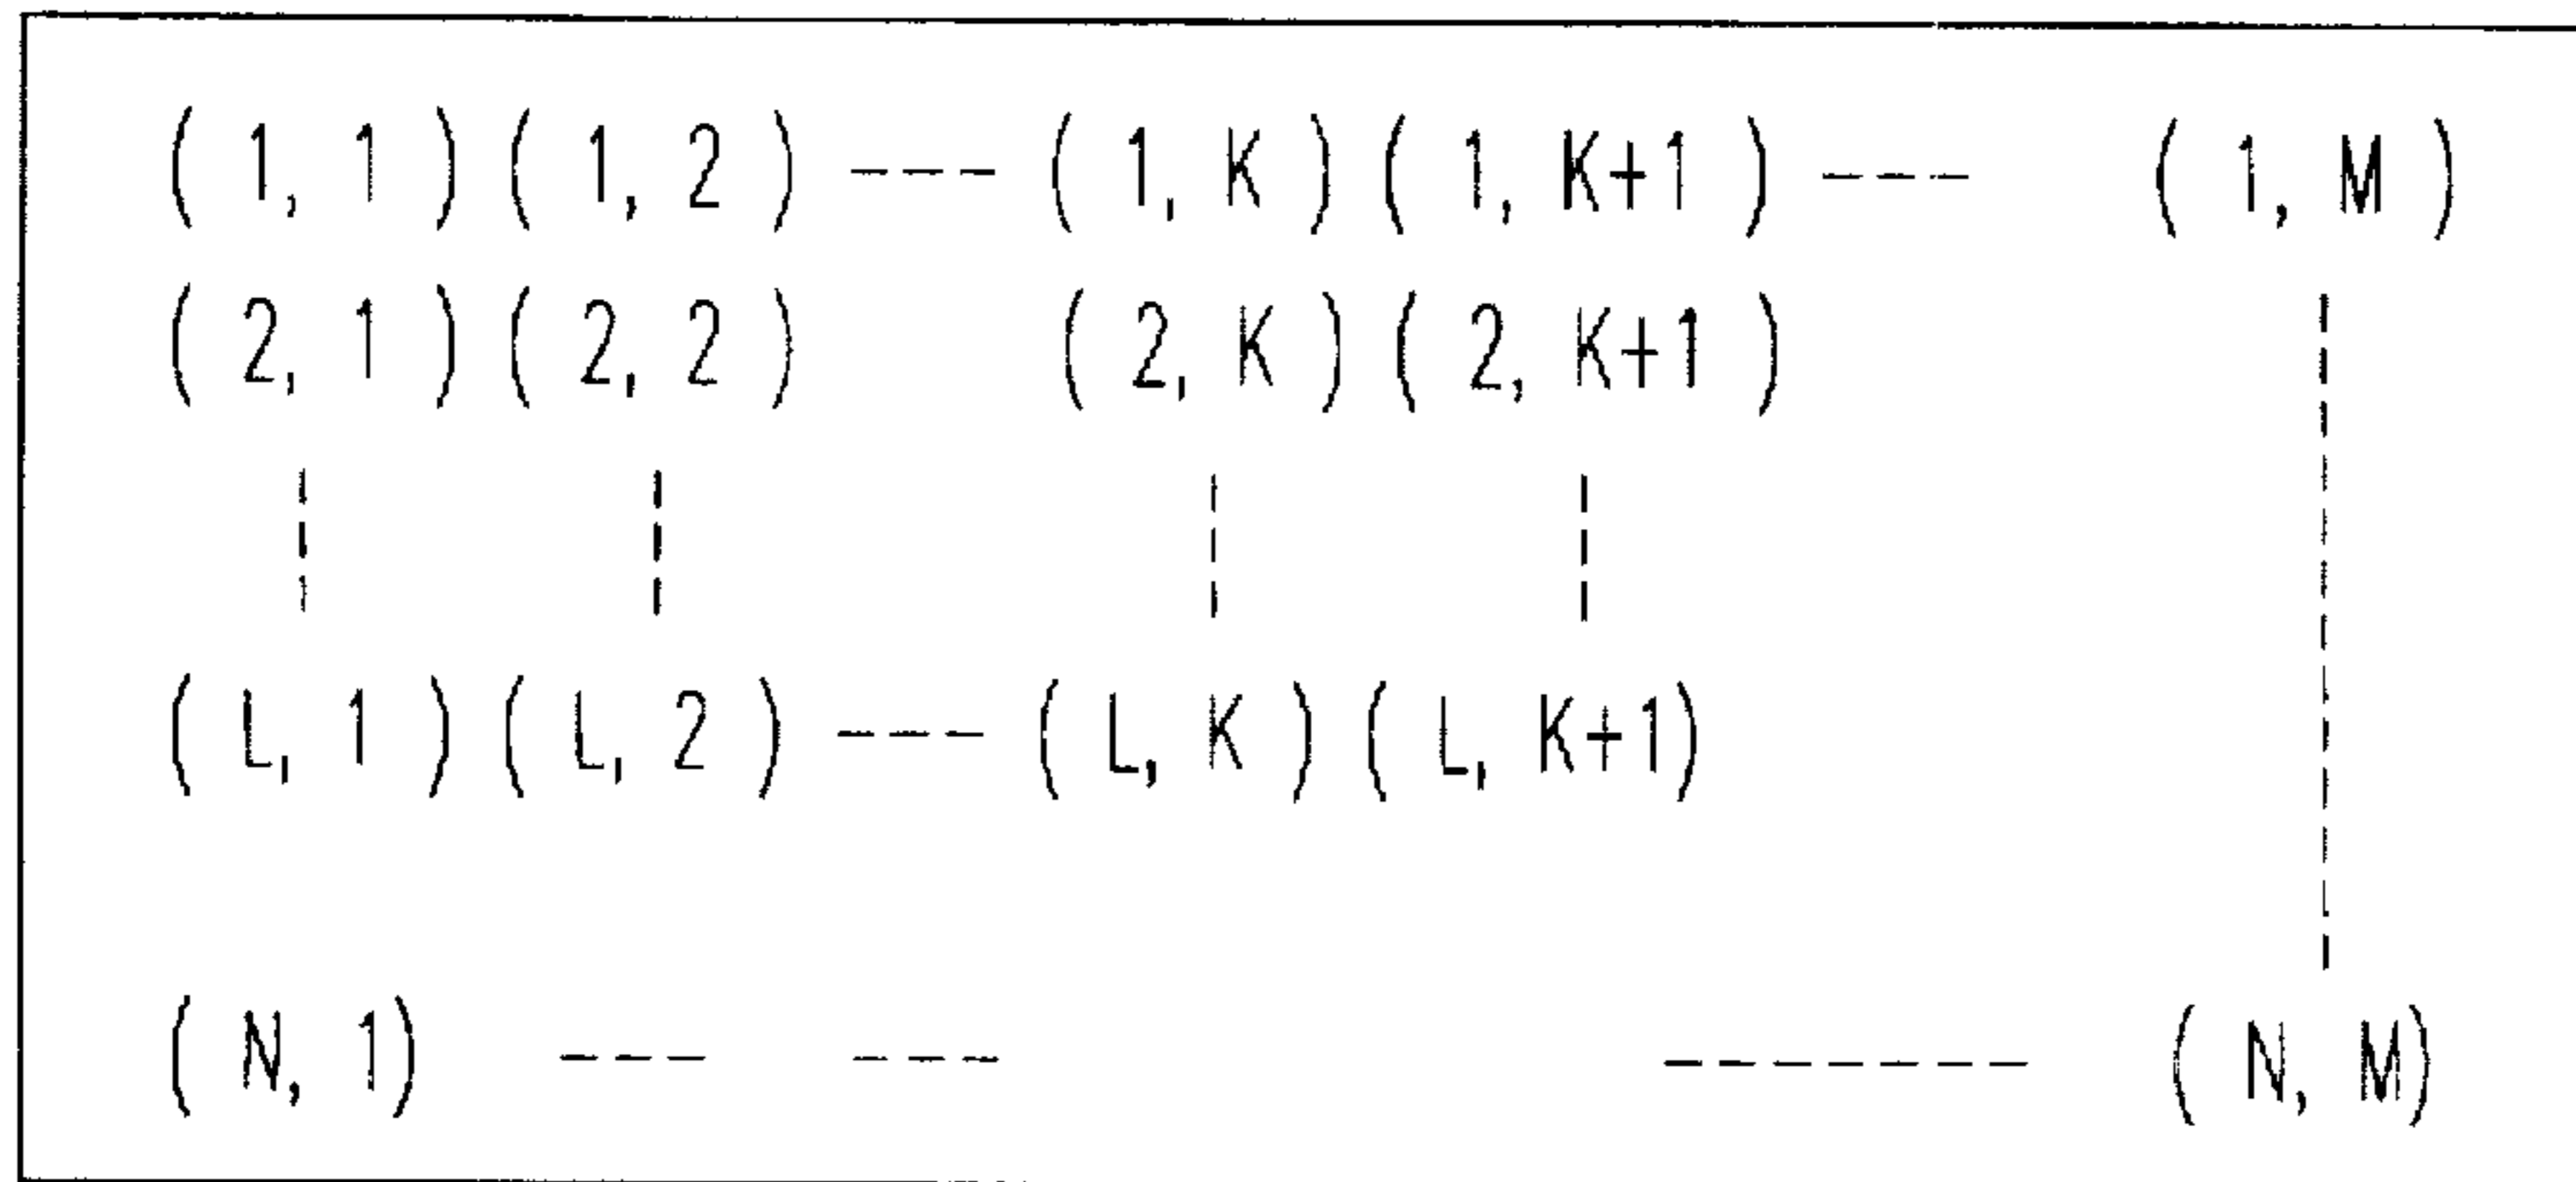 ( 1, 1 ) ( 1, 2 ) --- ( 1, K ) ( 1, K+1 ) --- ( 1, M )
( 2, 1 ) ( 2, 2 ) ( 2, K ) ( 2, K+1 )
( L, 1 ) ( L, 2 ) --- ( L, K ) ( L, K+1)
( N, 1) --- --- ------- ( N, M)